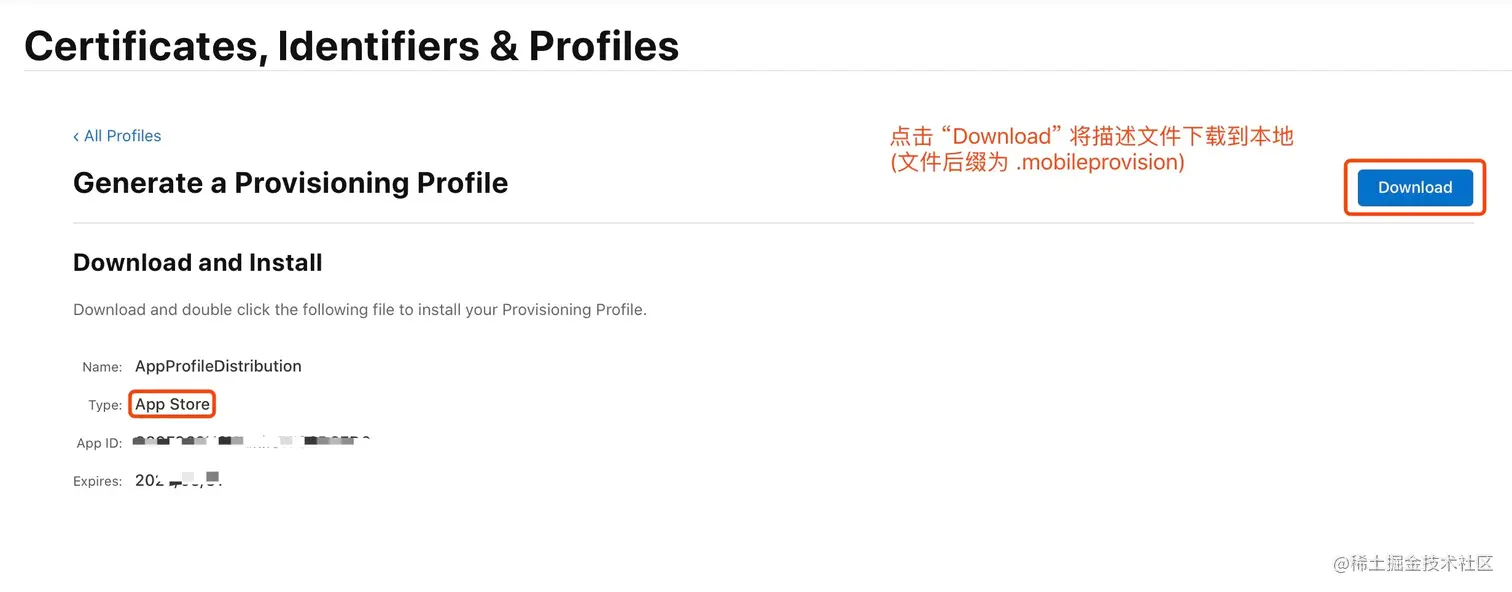 Certificates, Identifiers & Profiles
‹ All Profiles
点击 “Download” 将描述文件下载到本地
(文件后缀为 .mobileprovision)
Generate a Provisioning Profile
Download
Download and Install
Download and double click the following file to install your Provisioning Profile.
Name: AppProfileDistribution
Type: App Store
App ID:
Expires:
@稀土掘金技术社区